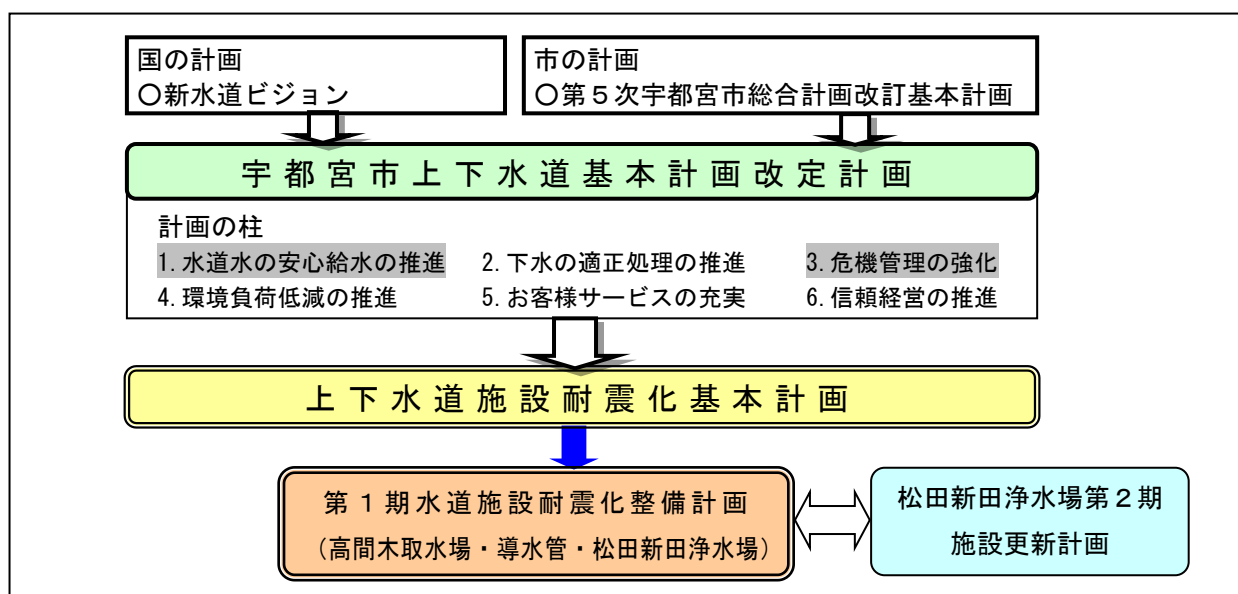 国の計画
○新水道ビジョン
市の計画
○第５次宇都宮市総合計画改訂基本計画
宇都宮市上下水道基本計画改定計画
計画の柱
1.水道水の安心給水の推進
2.下水の適正処理の推進
3.危機管理の強化
4.環境負荷低減の推進
5.お客様サービスの充実
6.信頼経営の推進
上下水道施設耐震化基本計画
第１期水道施設耐震化整備計画
（高間木取水場・導水管・松田新田浄水場）
松田新田浄水場第２期
施設更新計画